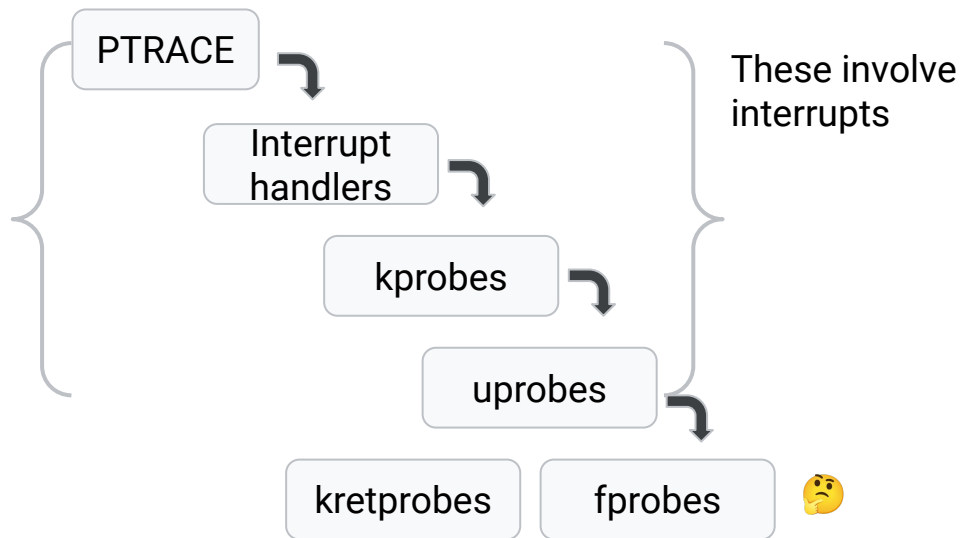 PTRACE
These involve
interrupts
Interrupt
handlers
kprobes
uprobes
kretprobes
fprobes